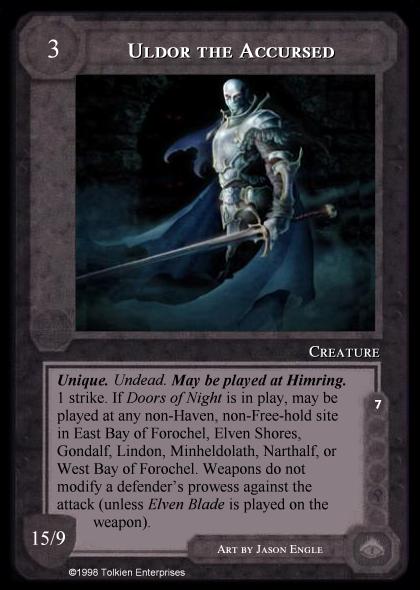 3
Uldor the Accursed
Creature
Unique. Undead. May be played at Himring.
1 strike. If Doors of Night is in play, may be
played at any non-Haven, non-Free-hold site
in East Bay of Forochel, Elven Shores,
Gondalf, Lindon, Minheldolath, Narthalf, or
West Bay of Forochel. Weapons do not
modify a defender's prowess against the
attack (unless Elven Blade is played on the
weapon).
7
15/9
Art by Jason Engle
©1998 Tolkien Enterprises